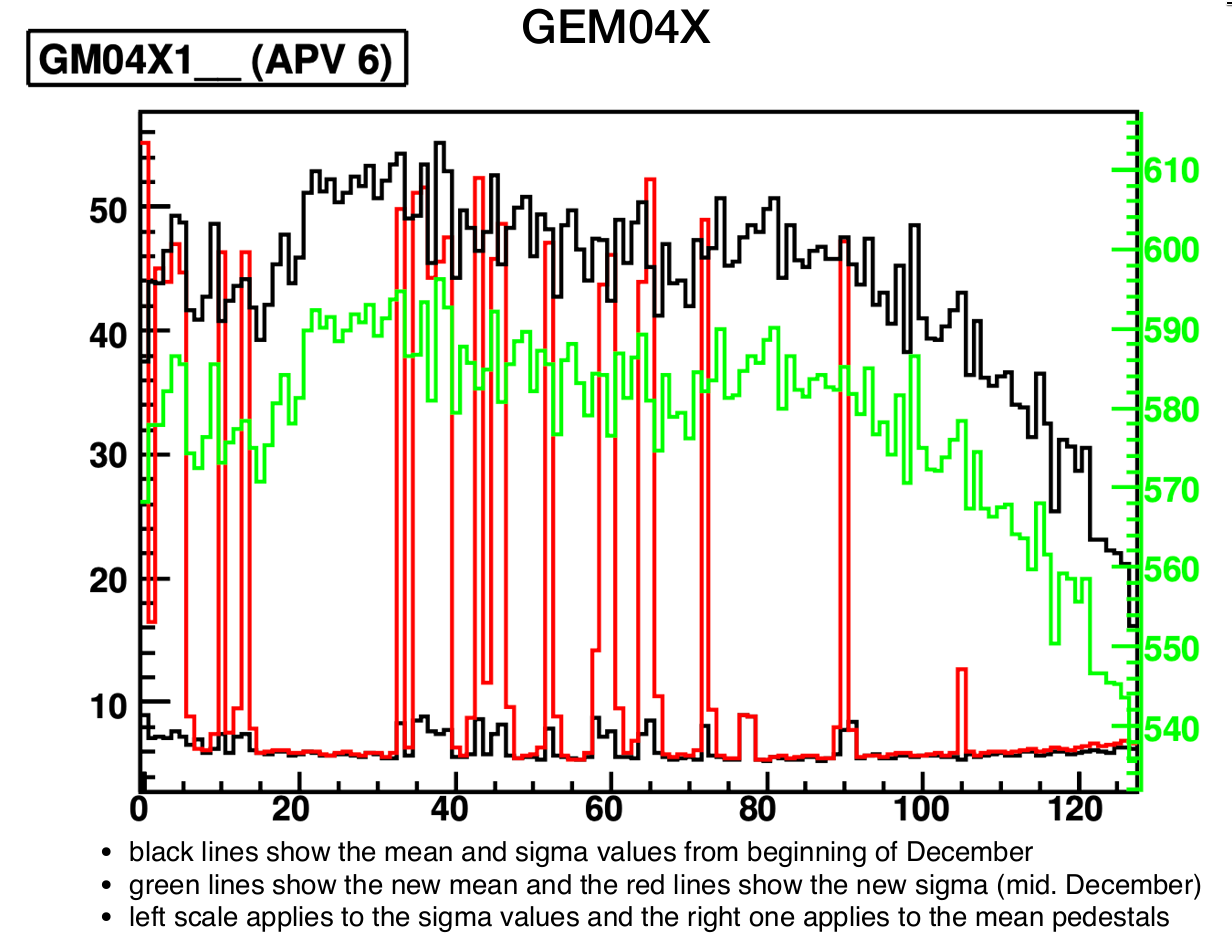 GEM04X
GM04X1__ (APV 6)
610
50
600
40
590
580
30
570
20
560
550
10
540
0 20 40 60 80 100 120
• black lines show the mean and sigma values from beginning of December
• green lines show the new mean and the red lines show the new sigma (mid. December)
• left scale applies to the sigma values and the right one applies to the mean pedestals